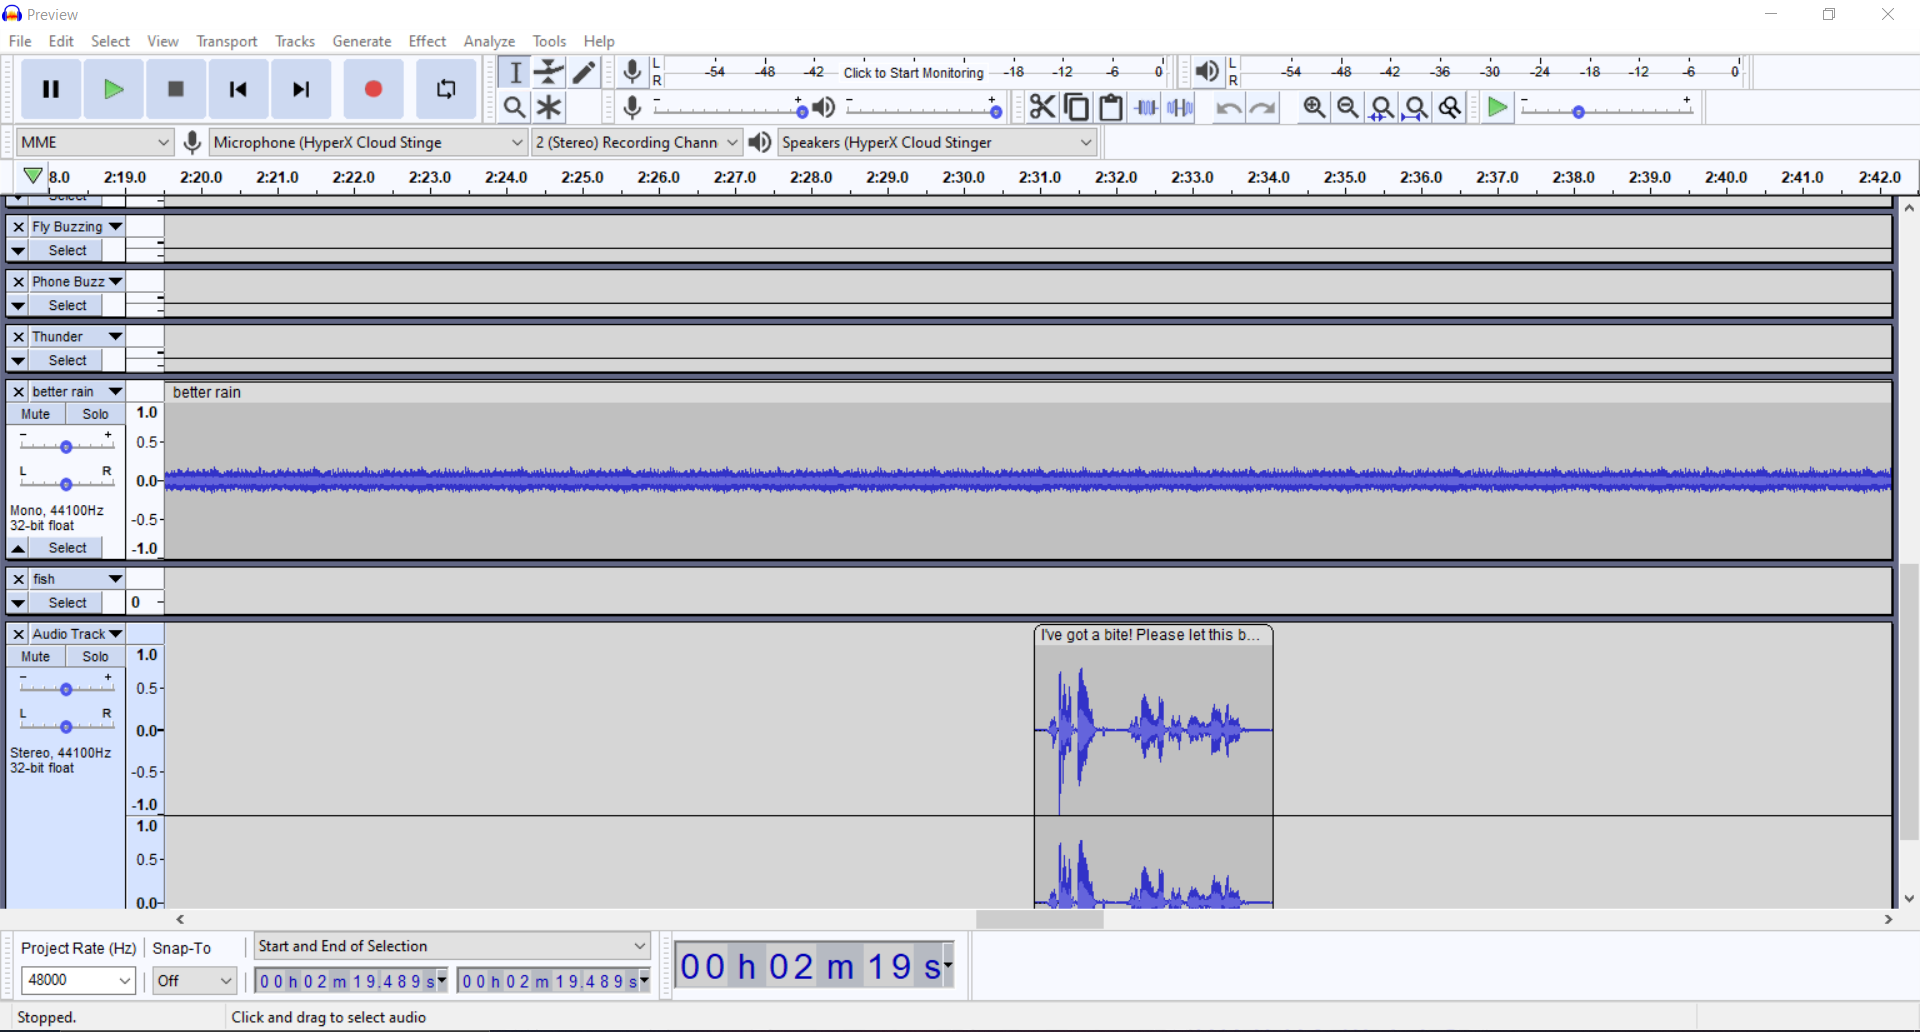 Preview
File Edit Select View Transport Tracks Generate Effect Analyze Tools Help
L
R
-54 -48 -42 Click to Start Monitoring -18 -12 -6 0
L
R
-54 -48 -42 -36 -30 -24 -18 -12 -6 0
- + - +
- +
MME Microphone (HyperX Cloud Stinge 2 (Stereo) Recording Chann Speakers (HyperX Cloud Stinger
8.0 2:19.0 2:20.0 2:21.0 2:22.0 2:23.0 2:24.0 2:25.0 2:26.0 2:27.0 2:28.0 2:29.0 2:30.0 2:31.0 2:32.0 2:33.0 2:34.0 2:35.0 2:36.0 2:37.0 2:38.0 2:39.0 2:40.0 2:41.0 2:42.0
Select
Fly Buzzing
Select
Phone Buzz
Select
Thunder
Select
better rain better rain
Mute Solo 1.0
- +
0.5-
L R
0.0-
Mono, 44100Hz
-0.5-
32-bit float
Select -1.0
fish
Select 0 -
Audio Track I've got a bite! Please let this b...
Mute Solo 1.0
- +
0.5-
L R
0.0-
Stereo, 44100Hz
32-bit float
-0.5-
-1.0
1.0
0.5-
0.0-
Project Rate (Hz) Snap-To Start and End of Selection
48000 Off 00 h 02 m 19.489 s 00 h 02 m 19.489 s
00 h 02 m 19 s
Stopped. Click and drag to select audio